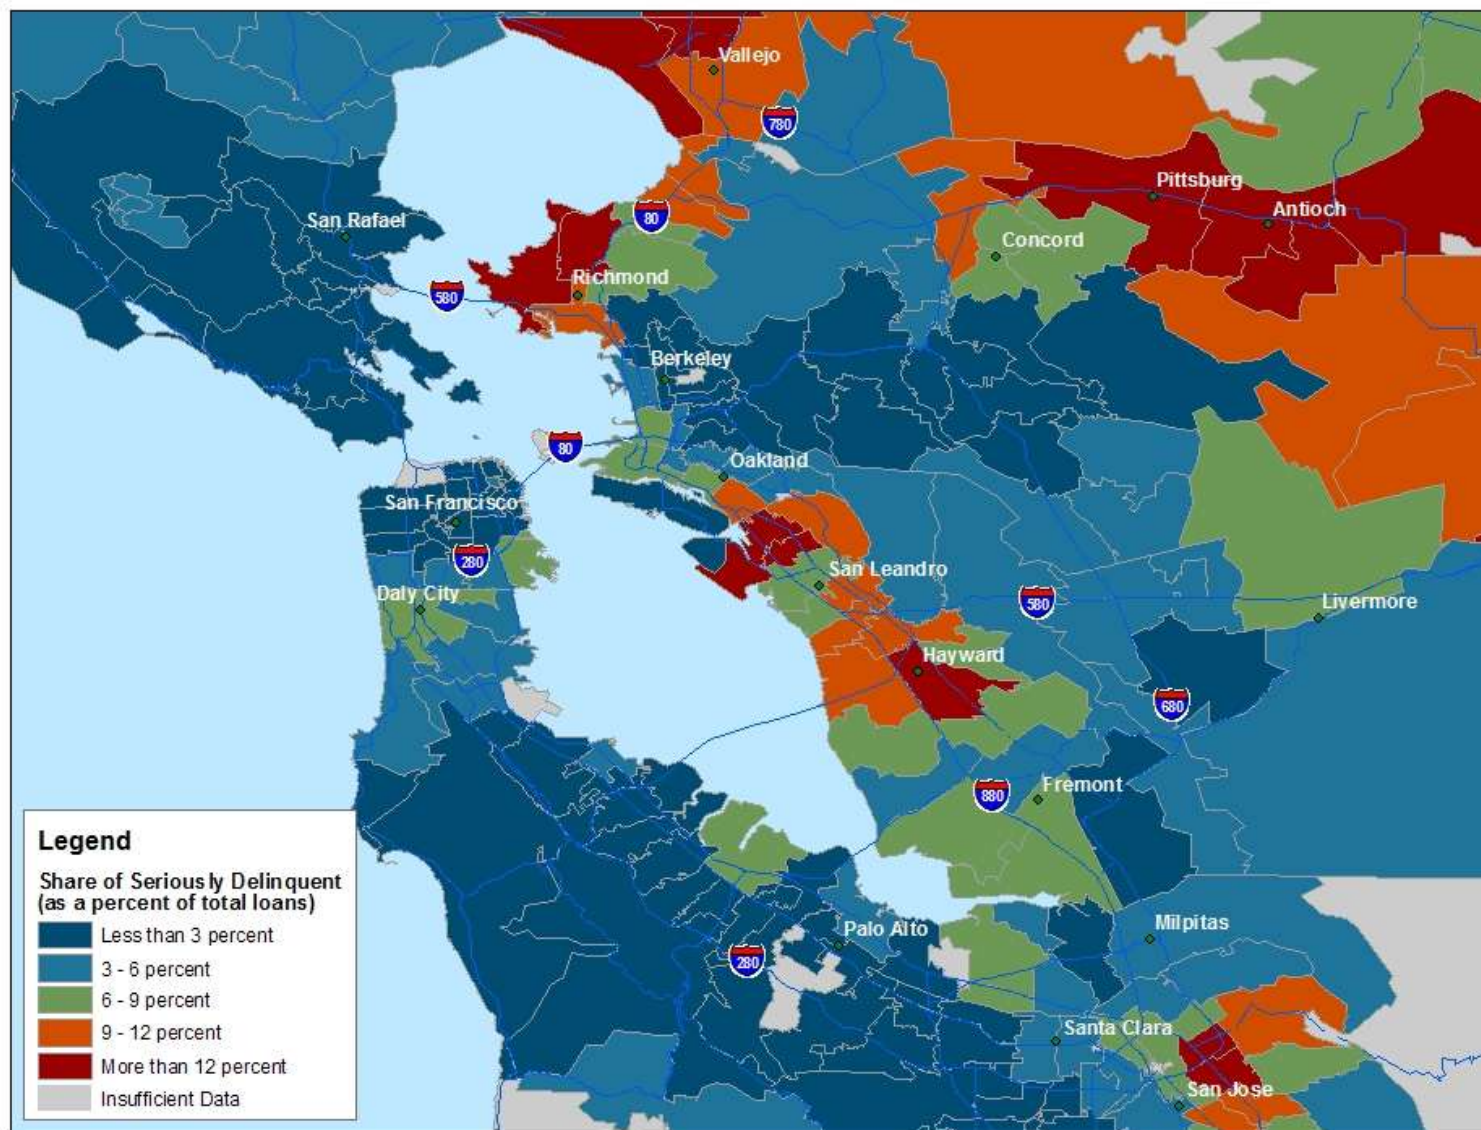 Vallejo
780
Pittsburg
Antioch
80
San Rafael
Concord
Richmond
580
Berkeley
80
Oakland
San Francisco
280
San Leandro
Daly City
580
Livermore
Hayward
680
Fremont
880
Milpitas
Palo Alto
280
Santa Clara
San Jose
Legend
Share of Seriously Delinquent
(as a percent of total loans)
Less than 3 percent
3 - 6 percent
6 - 9 percent
9 - 12 percent
More than 12 percent
Insufficient Data